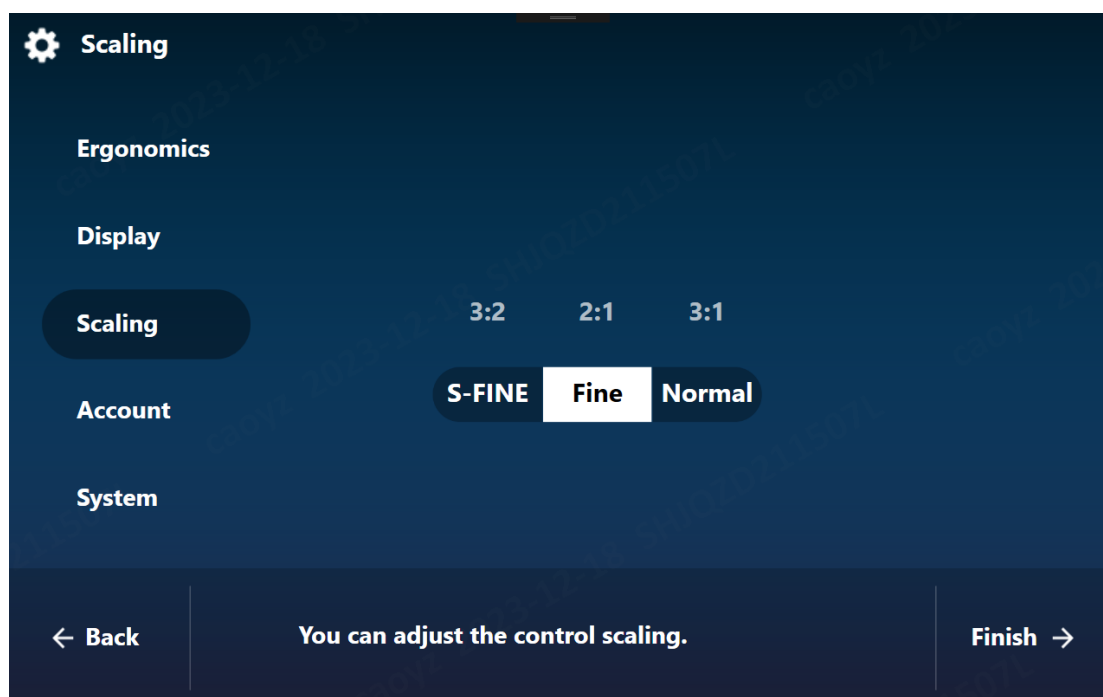 Scaling
Ergonomics
Display
Scaling
Account
System
3:2 2:1 3:1
S-FINE Fine Normal
← Back
You can adjust the control scaling.
Finish →